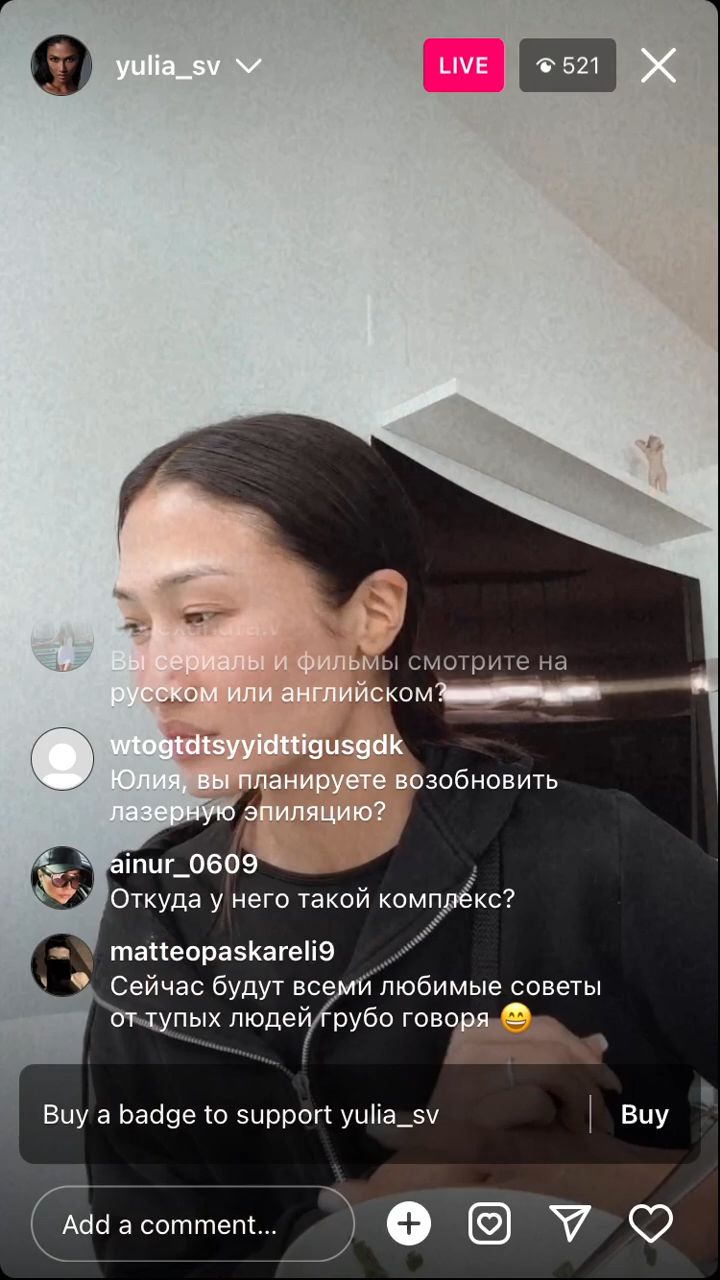 yulia_sv
LIVE
521
Вы сериалы и фильмы смотрите на
русском или английском?
wtogtdtsyyidttigusgdk
Юлия, вы планируете возобновить
лазерную эпиляцию?
ainur_0609
Откуда у него такой комплекс?
matteopaskareli9
Сейчас будут всеми любимые советы
от тупых людей грубо говоря 😄
Buy a badge to support yulia_sv
Buy
Add a comment...